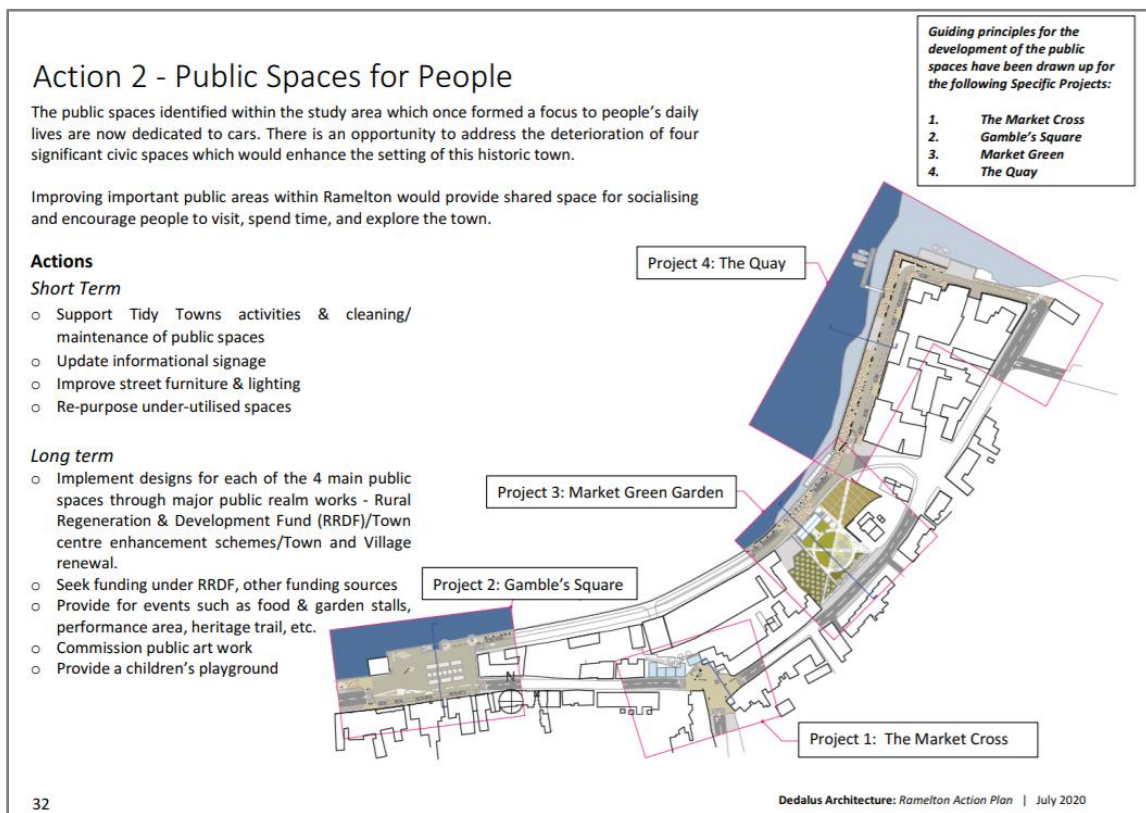 Action 2 - Public Spaces for People
The public spaces identified within the study area which once formed a focus to people's daily
lives are now dedicated to cars. There is an opportunity to address the deterioration of four
significant civic spaces which would enhance the setting of this historic town.
Improving important public areas within Ramelton would provide shared space for socialising
and encourage people to visit, spend time, and explore the town.
Actions
Short Term
o Support Tidy Towns activities & cleaning/
maintenance of public spaces
o Update informational signage
o Improve street furniture & lighting
o Re-purpose under-utilised spaces
Long term
o Implement designs for each of the 4 main public
spaces through major public realm works - Rural
Regeneration & Development Fund (RRDF)/Town
centre enhancement schemes/Town and Village
renewal.
o Seek funding under RRDF, other funding sources
o Provide for events such as food & garden stalls,
performance area, heritage trail, etc.
o Commission public art work
o Provide a children's playground
Guiding principles for the
development of the public
spaces have been drawn up for
the following Specific Projects:
1. The Market Cross
2. Gamble's Square
3. Market Green
4. The Quay
Project 4: The Quay
Project 3: Market Green Garden
Project 2: Gamble's Square
N
Project 1: The Market Cross
32
Dedalus Architecture: Ramelton Action Plan | July 2020